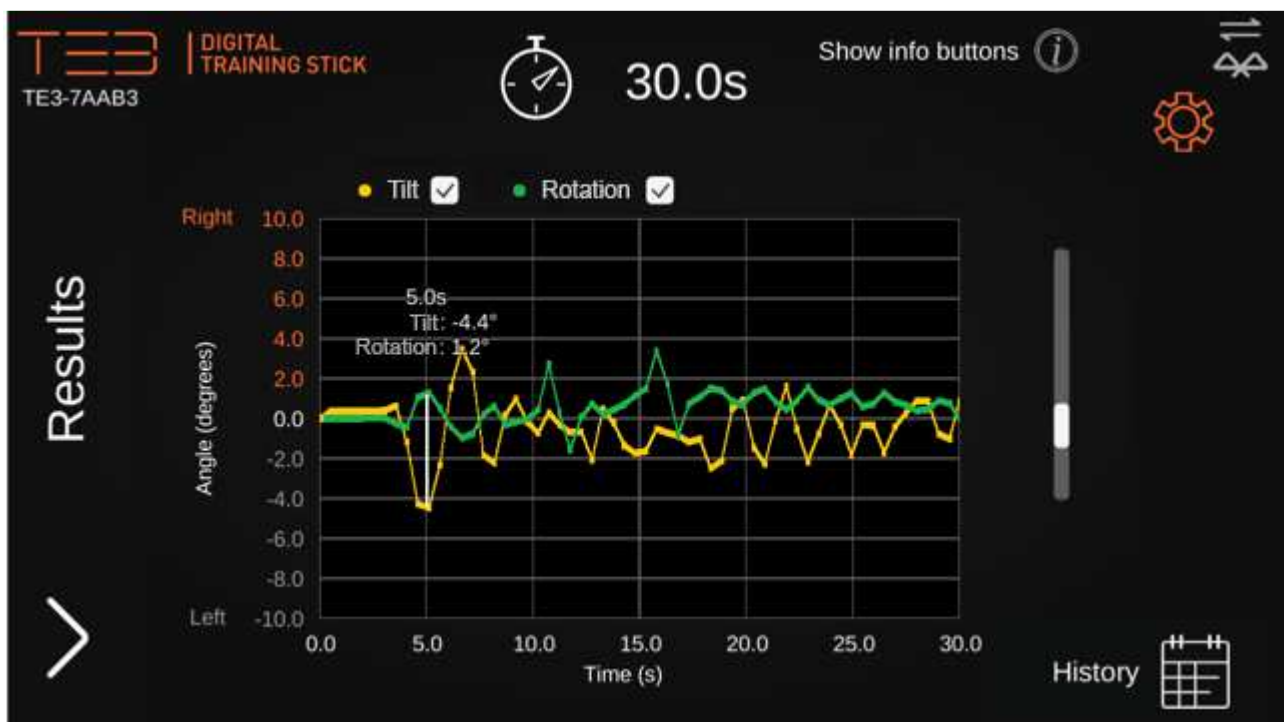 TE3
DIGITAL
TRAINING STICK
TE3-7AAB3
30.0s
Show info buttons i
Tilt
Rotation
Right
10.0
8.0
6.0
4.0
2.0
0.0
-2.0
-4.0
-6.0
-8.0
-10.0
Left
Angle (degrees)
5.0s
Tilt: -4.4°
Rotation: 1.2°
0.0 5.0 10.0 15.0 20.0 25.0 30.0
Time (s)
Results
History